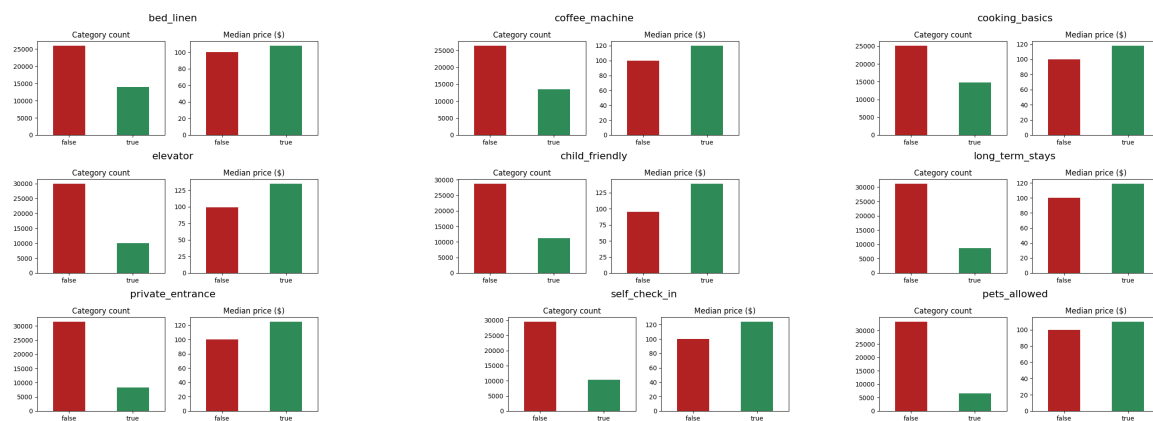 bed_linen
Category count
25000
20000
15000
10000
5000
0
false true
Median price ($)
100
80
60
40
20
0
false true
coffee_machine
Category count
25000
20000
15000
10000
5000
0
false true
Median price ($)
120
100
80
60
40
20
0
false true
cooking_basics
Category count
25000
20000
15000
10000
5000
0
false true
Median price ($)
120
100
80
60
40
20
0
false true
elevator
Category count
30000
25000
20000
15000
10000
5000
0
false true
Median price ($)
125
100
75
50
25
0
false true
child_friendly
Category count
25000
20000
15000
10000
5000
0
false true
Median price ($)
125
100
75
50
25
0
false true
long_term_stays
Category count
30000
25000
20000
15000
10000
5000
0
false true
Median price ($)
120
100
80
60
40
20
0
false true
private_entrance
Category count
30000
25000
20000
15000
10000
5000
0
false true
Median price ($)
120
100
80
60
40
20
0
false true
self_check_in
Category count
30000
25000
20000
15000
10000
5000
0
false true
Median price ($)
120
100
80
60
40
20
0
false true
pets_allowed
Category count
30000
25000
20000
15000
10000
5000
0
false true
Median price ($)
100
80
60
40
20
0
false true